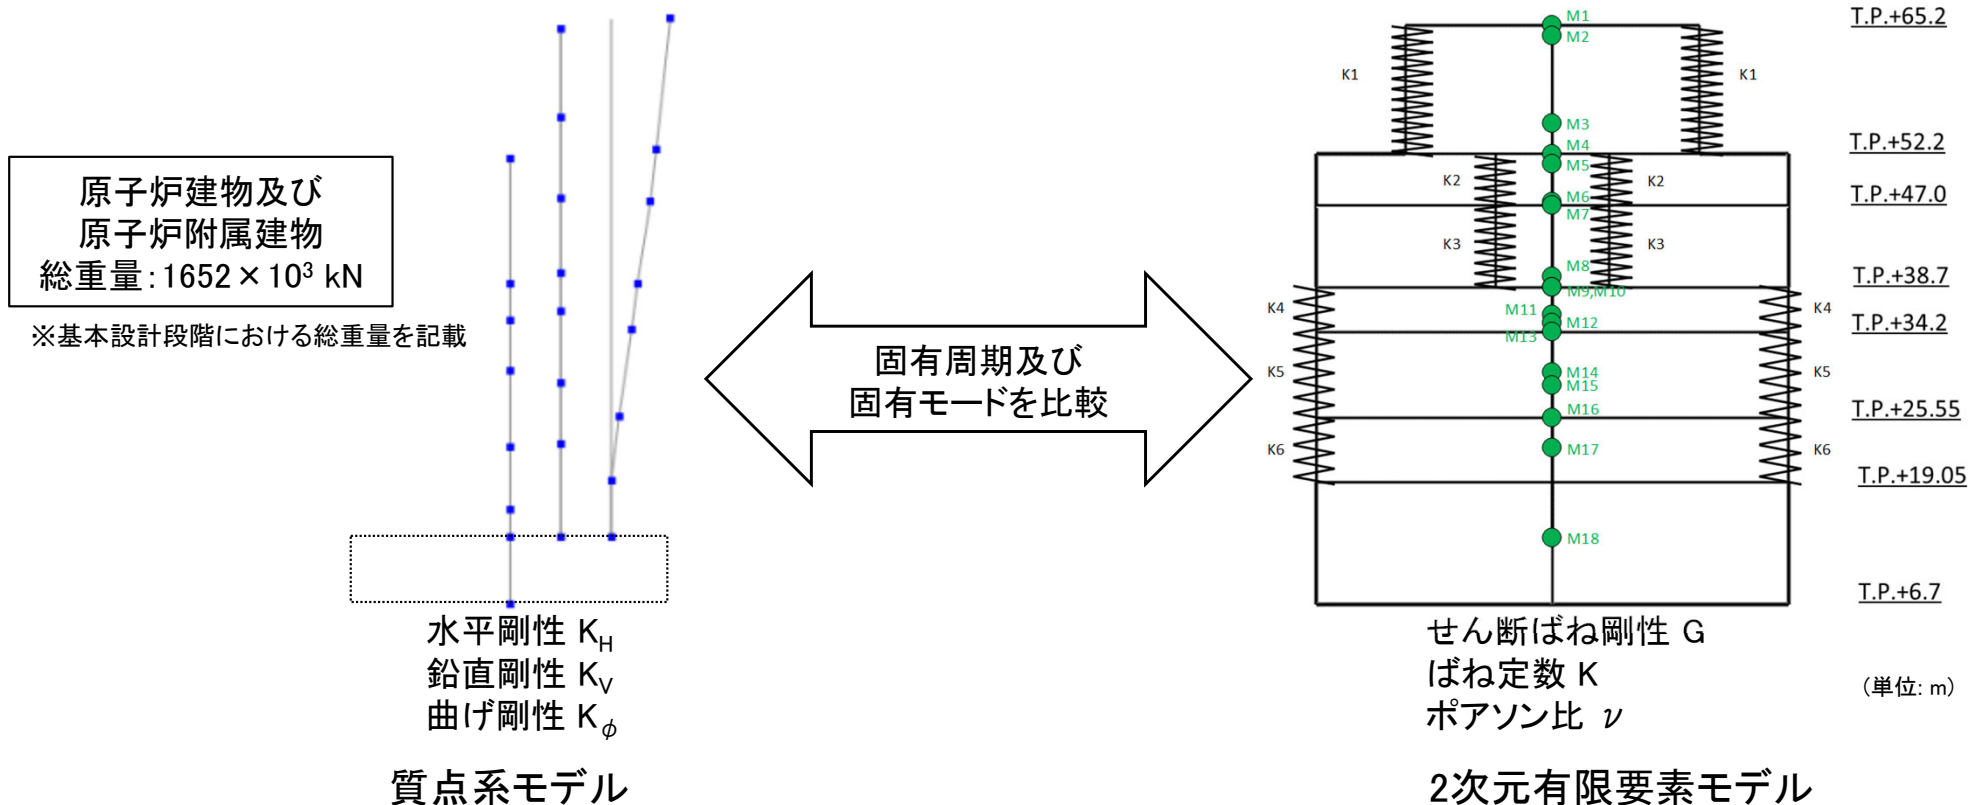 原子炉建物及び
原子炉附属建物
総重量:1652×10³ kN
※基本設計段階における総重量を記載
水平剛性 K_H
鉛直剛性 K_V
曲げ剛性 K_φ
質点系モデル
固有周期及び
固有モードを比較
M1
M2
K1
K1
M3
M4
M5
K2
K2
M6
M7
K3
K3
M8
M9,M10
K4
M11
K4
M12
M13
K5
M14
K5
M15
M16
K6
M17
K6
M18
T.P.+65.2
T.P.+52.2
T.P.+47.0
T.P.+38.7
T.P.+34.2
T.P.+25.55
T.P.+19.05
T.P.+6.7
(単位: m)
せん断ばね剛性 G
ばね定数 K
ポアソン比 ν
2次元有限要素モデル